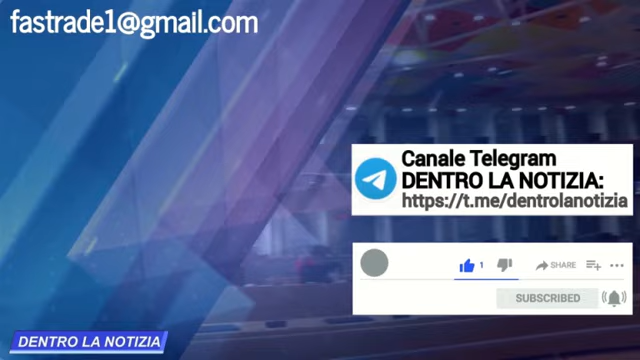 fastrade1@gmail.com
Canale Telegram
DENTRO LA NOTIZIA:
https://t.me/dentrolanotizia
1 SHARE
SUBSCRIBED
DENTRO LA NOTIZIA